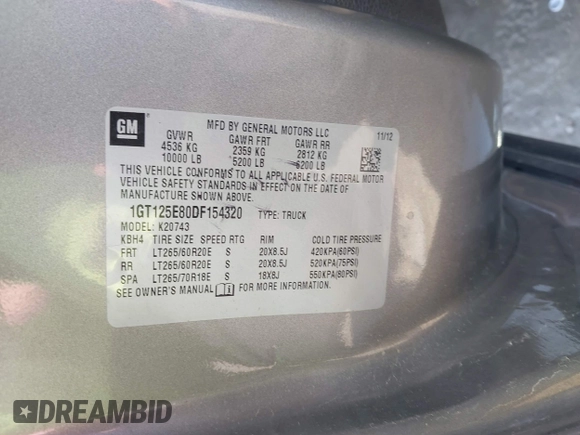 GM
MFD BY GENERAL MOTORS LLC 11/12
GVWR GAWR FRT GAWR RR
4536 KG 2359 KG 2812 KG
10000 LB 5200 LB 6200 LB
THIS VEHICLE CONFORMS TO ALL APPLICABLE U.S. FEDERAL MOTOR
VEHICLE SAFETY STANDARDS IN EFFECT ON THE DATE OF
MANUFACTURE SHOWN ABOVE.
1GT125E80DF154320 TYPE: TRUCK
MODEL: K20743
KBH4 TIRE SIZE SPEED RTG RIM COLD TIRE PRESSURE
FRT LT265/60R20E S 20X8.5J 420KPA(60PSI)
RR LT265/60R20E S 20X8.5J 520KPA(75PSI)
SPA LT265/70R18E S 18X8J 550KPA(80PSI)
SEE OWNER'S MANUAL FOR MORE INFORMATION.
DREAMBID